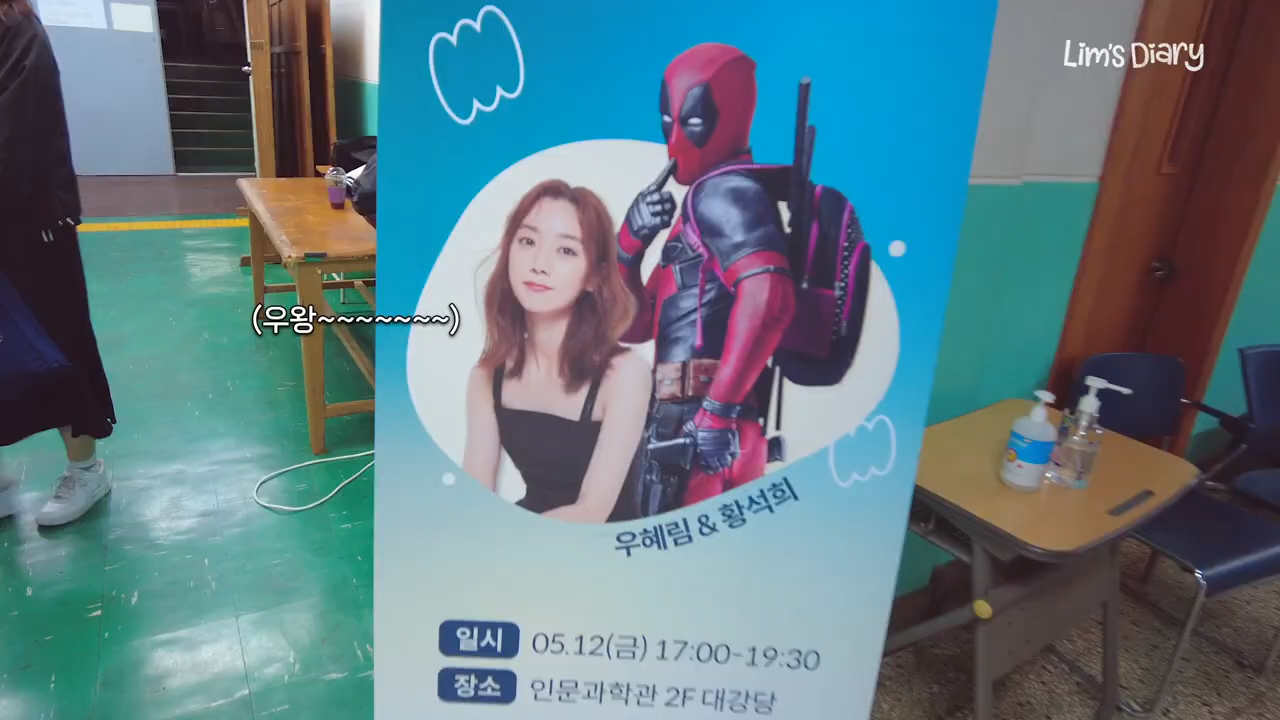 Lim's Diary
(우왕~~~~~~~)
우혜림 & 황석희
일시 05.12(금) 17:00-19:30
장소 인문과학관 2F 대강당